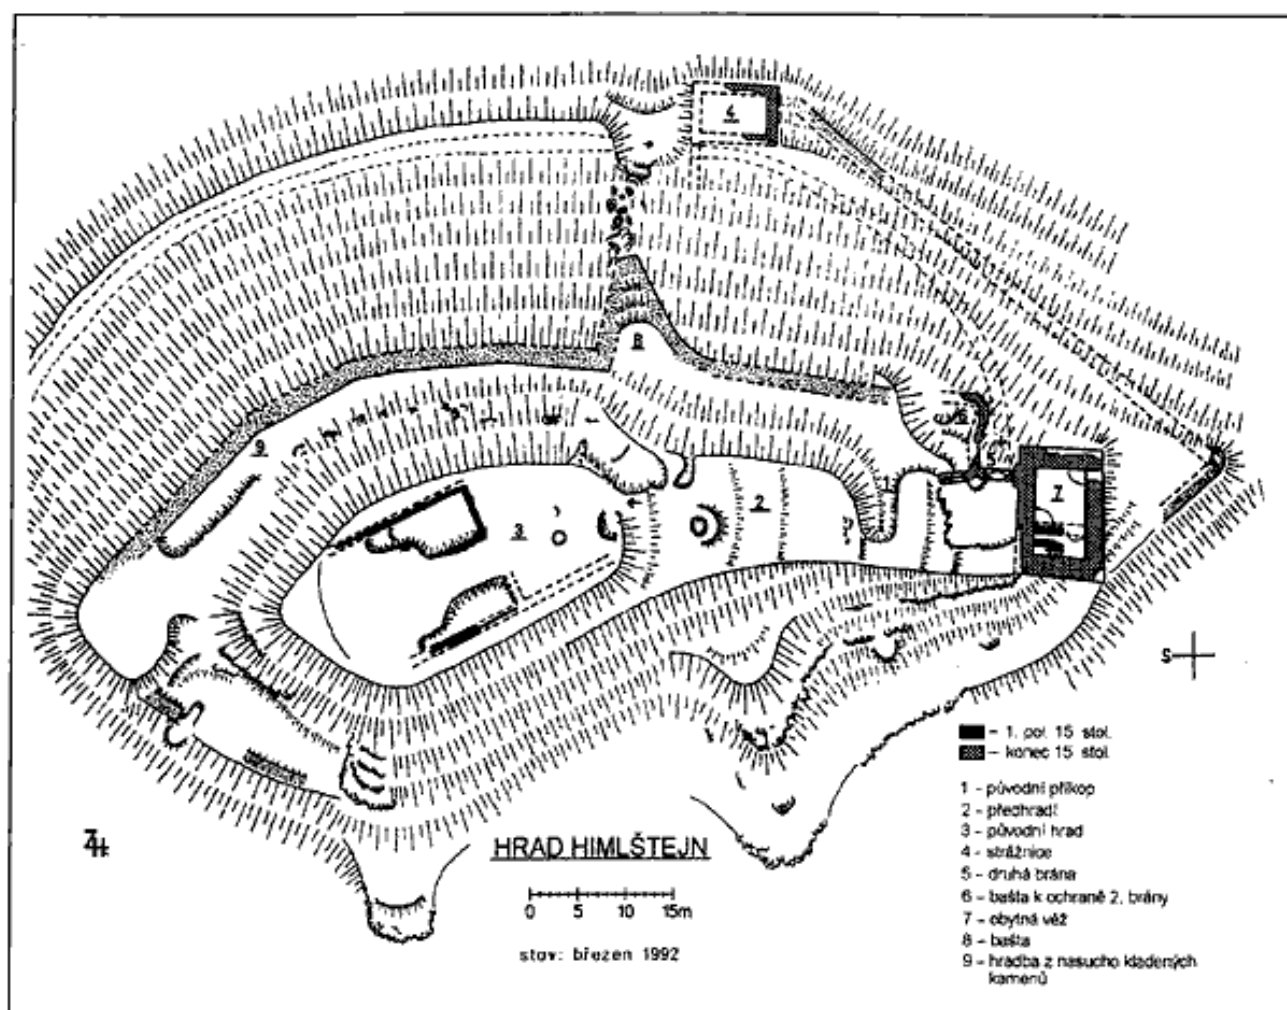 4
8
9
6
5
1
7
2
3
S
- 1. pol. 15 stol.
- konec 15 stol.
1 - původní příkop
2 - předhradí
3 - původní hrad
4 - strážnice
5 - druhá brána
6 - bašta k ochraně 2. brány
7 - obytná věž
8 - bašta
9 - hradba z nasucho kladených
kamenů
HRAD HIMLŠTEJN
0 5 10 15m
stav: březen 1992